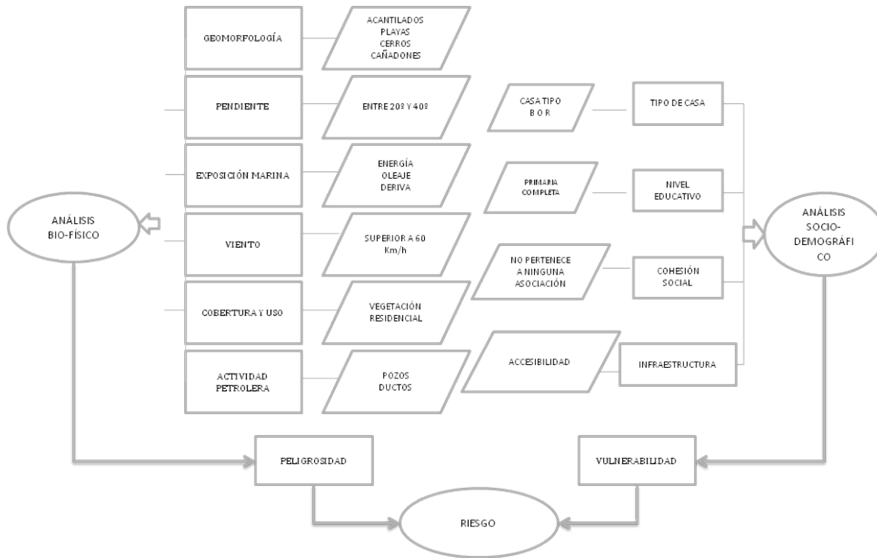 GEOMORFOLOGÍA
ACANTILADOS
PLAYAS
CERROS
CAÑADONES
PENDIENTE
ENTRE 20º Y 40º
CASA TIPO
B O R
TIPO DE CASA
EXPOSICIÓN MARINA
ENERGÍA
OLEAJE
DERIVA
PRIMARIA
COMPLETA
NIVEL
EDUCATIVO
ANÁLISIS
BIO-FÍSICO
ANÁLISIS
SOCIO-
DEMOGRÁFI
CO
VIENTO
SUPERIOR A 60
Km/h
NO PERTENECE
A NINGUNA
ASOCIACIÓN
COHESIÓN
SOCIAL
COBERTURA Y USO
VEGETACIÓN
RESIDENCIAL
ACTIVIDAD
PETROLERA
POZOS
DUCTOS
ACCESIBILIDAD
INFRAESTRUCTURA
PELIGROSIDAD
VULNERABILIDAD
RIESGO